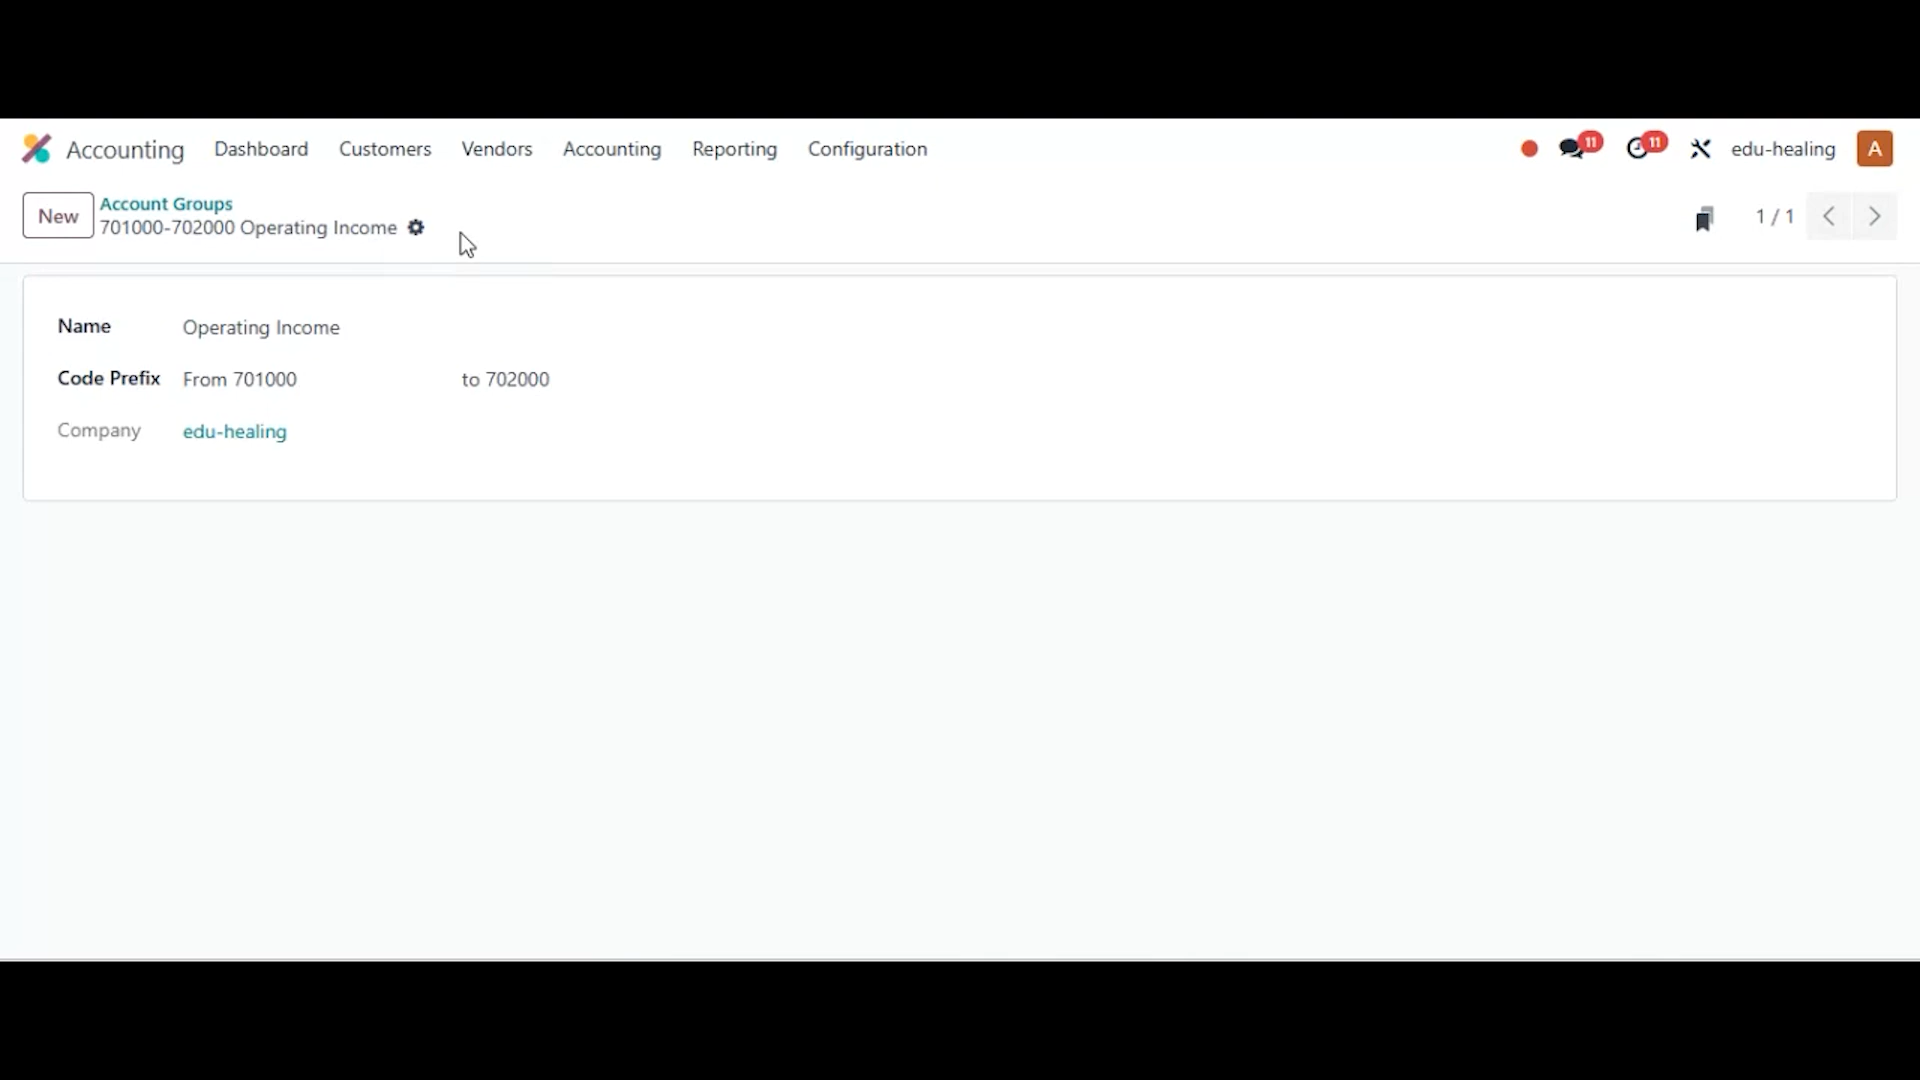 Accounting Dashboard Customers Vendors Accounting Reporting Configuration 11 11 edu-healing A
New
Account Groups
701000-702000 Operating Income
1 / 1
Name Operating Income
Code Prefix From 701000 to 702000
Company edu-healing